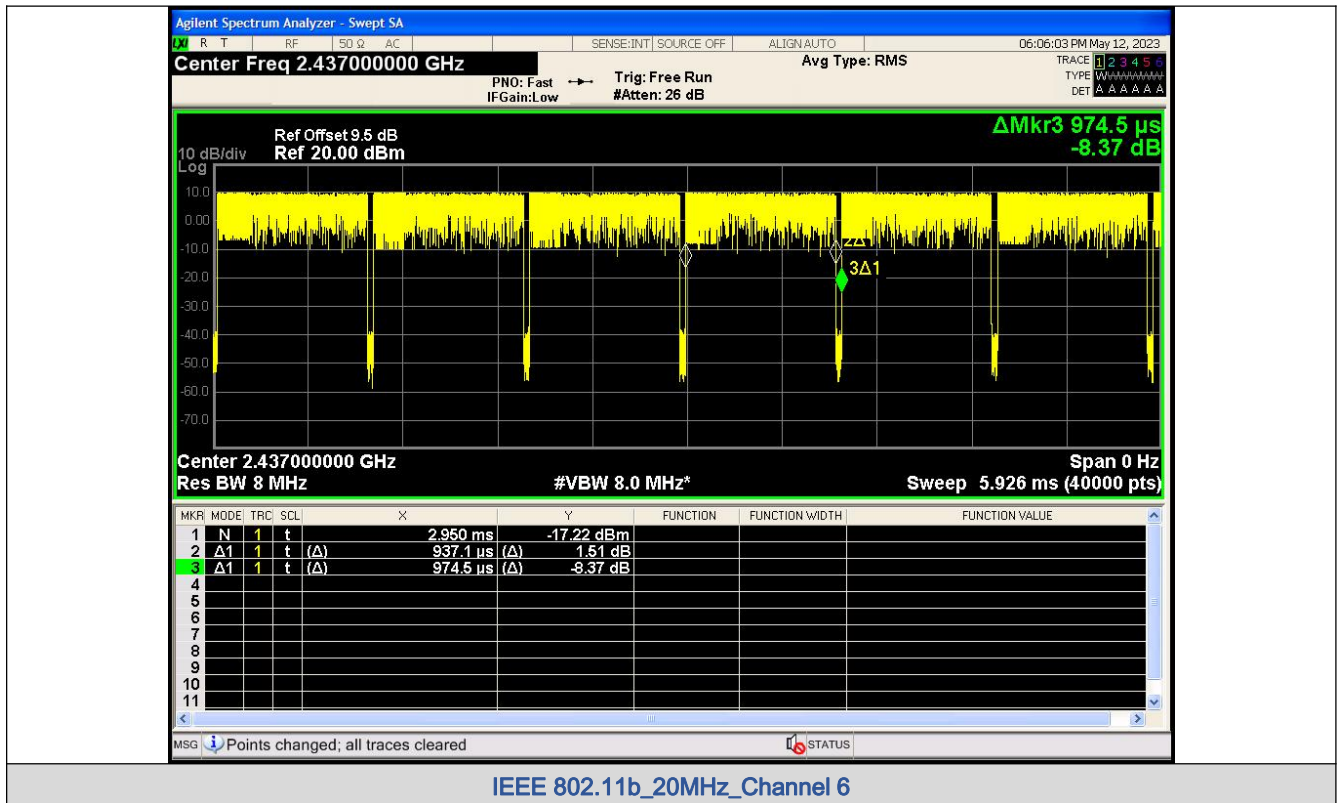 Agilent Spectrum Analyzer - Swept SA
LXI R T RF 50 Ω AC SENSE:INT SOURCE OFF ALIGN AUTO 06:06:03 PM May 12, 2023
Center Freq 2.437000000 GHz Avg Type: RMS TRACE 1 2 3 4 5 6
PNO: Fast Trig: Free Run TYPE
IFGain:Low #Atten: 26 dB DET A A A A A A
ΔMkr3 974.5 µs
Ref Offset 9.5 dB
10 dB/div Ref 20.00 dBm -8.37 dB
Log
10.0
0.00
-10.0
2Δ
-20.0
3Δ1
-30.0
-40.0
-50.0
-60.0
-70.0
Center 2.437000000 GHz Span 0 Hz
Res BW 8 MHz #VBW 8.0 MHz* Sweep 5.926 ms (40000 pts)
MKR MODE TRC SCL X Y FUNCTION FUNCTION WIDTH FUNCTION VALUE
1 N 1 t 2.950 ms -17.22 dBm
2 Δ1 1 t (Δ) 937.1 µs (Δ) 1.51 dB
3 Δ1 1 t (Δ) 974.5 µs (Δ) -8.37 dB
4
5
6
7
8
9
10
11
MSG Points changed; all traces cleared STATUS
IEEE 802.11b_20MHz_Channel 6